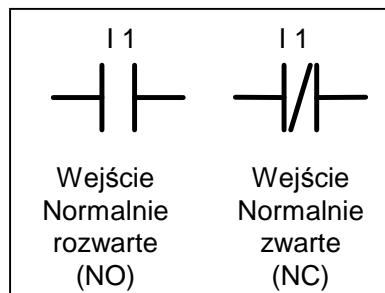 I 1
I 1
Wejście
Normalnie
rozwarte
(NO)
Wejście
Normalnie
zwarte
(NC)